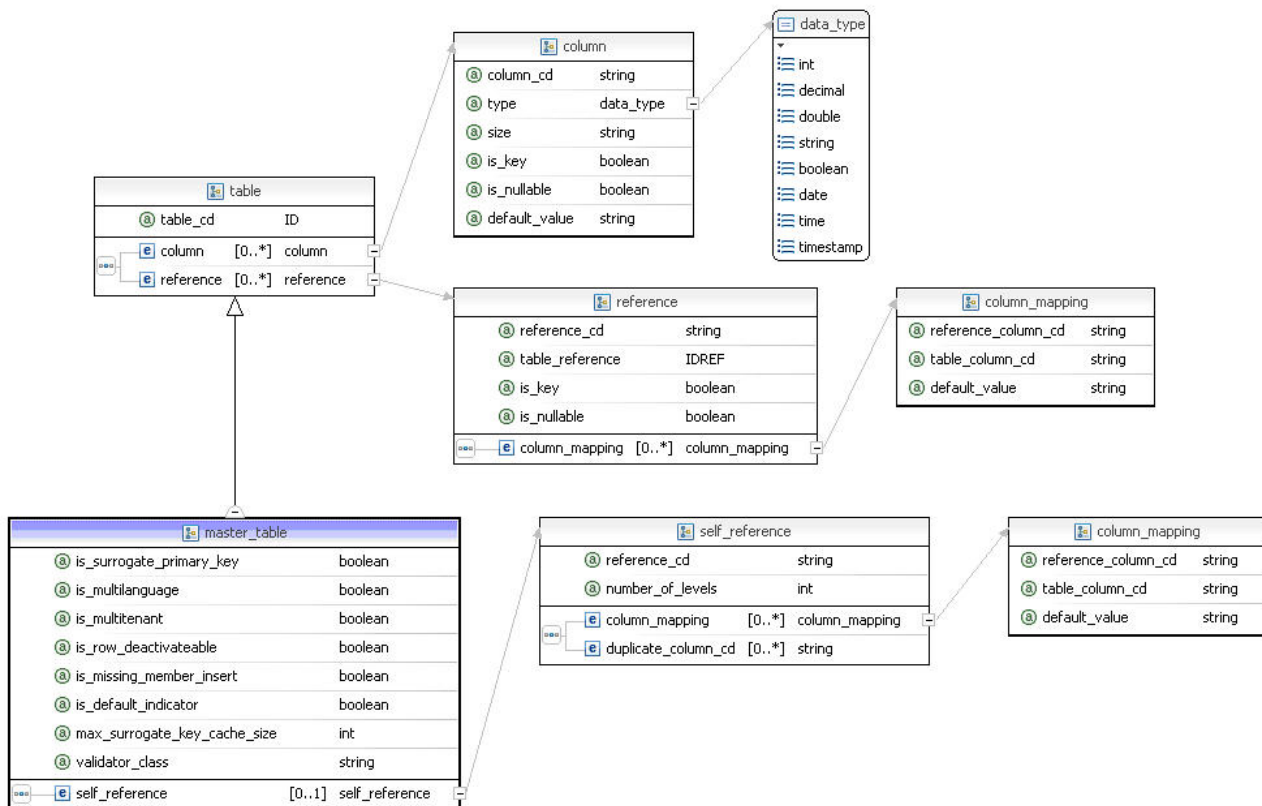 data_type
int
decimal
double
string
boolean
date
time
timestamp
column
column_cd string
type data_type
size string
is_key boolean
is_nullable boolean
default_value string
table
table_cd ID
column [0..*] column
reference [0..*] reference
reference
reference_cd string
table_reference IDREF
is_key boolean
is_nullable boolean
column_mapping [0..*] column_mapping
column_mapping
reference_column_cd string
table_column_cd string
default_value string
master_table
is_surrogate_primary_key boolean
is_multilanguage boolean
is_multitenant boolean
is_row_deactivateable boolean
is_missing_member_insert boolean
is_default_indicator boolean
max_surrogate_key_cache_size int
validator_class string
self_reference [0..1] self_reference
self_reference
reference_cd string
number_of_levels int
column_mapping [0..*] column_mapping
duplicate_column_cd [0..*] string
column_mapping
reference_column_cd string
table_column_cd string
default_value string